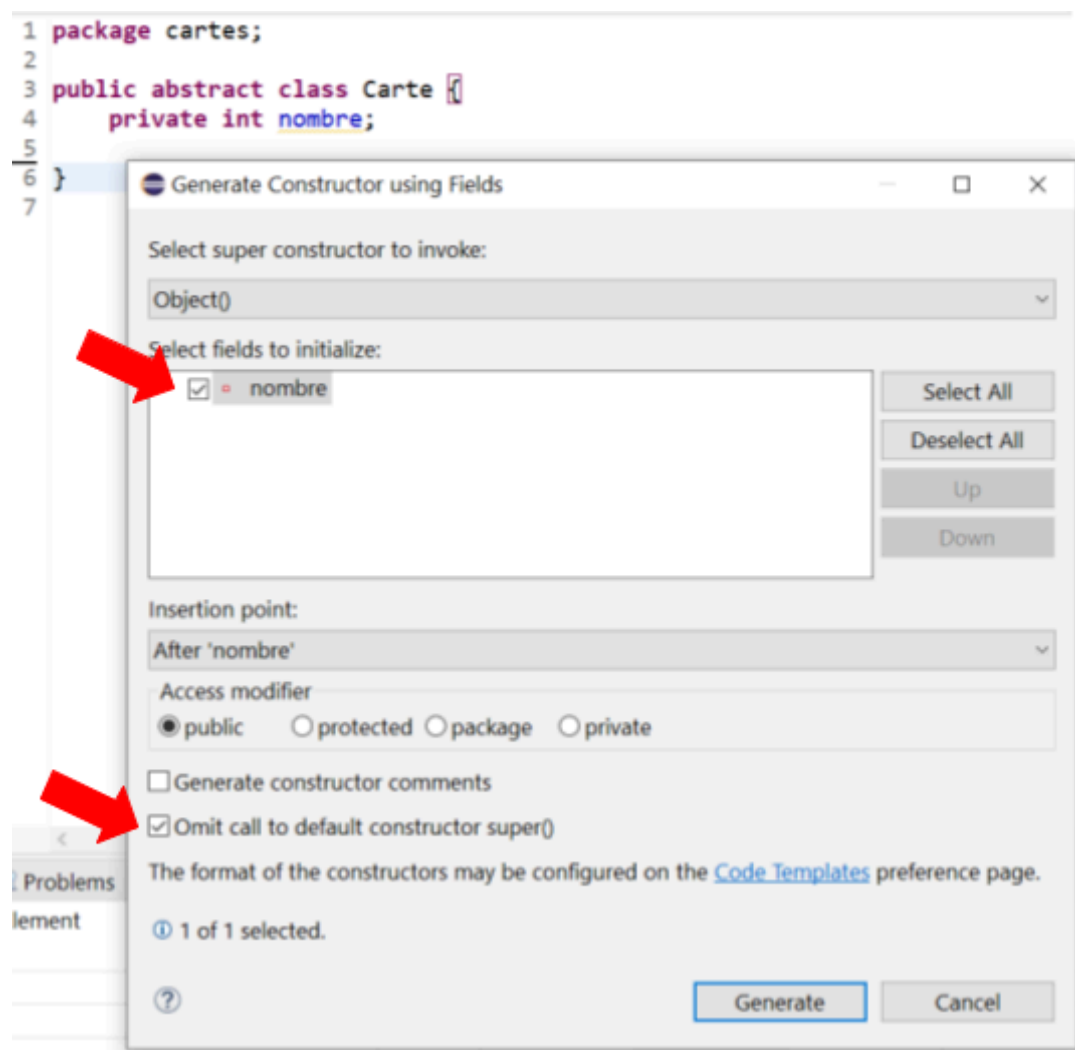 1 package cartes;
2
3 public abstract class Carte {
4 private int nombre;
5
6 }
7
Generate Constructor using Fields
Select super constructor to invoke:
Object()
Select fields to initialize:
nombre
Select All
Deselect All
Up
Down
Insertion point:
After 'nombre'
Access modifier
public protected package private
Generate constructor comments
Omit call to default constructor super()
Problems
The format of the constructors may be configured on the Code Templates preference page.
lement
1 of 1 selected.
Generate Cancel